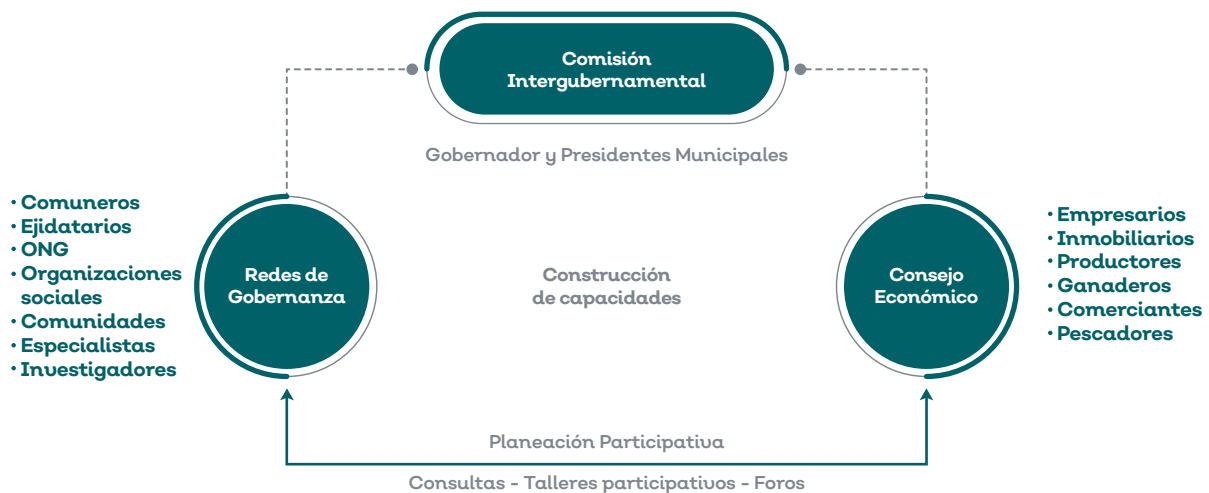 Comisión
Intergubernamental
Gobernador y Presidentes Municipales
• Comuneros
• Ejidatarios
• ONG
• Organizaciones
sociales
• Comunidades
• Especialistas
• Investigadores
Redes de
Gobernanza
Construcción
de capacidades
Consejo
Económico
• Empresarios
• Inmobiliarios
• Productores
• Ganaderos
• Comerciantes
• Pescadores
Planeación Participativa
Consultas - Talleres participativos - Foros